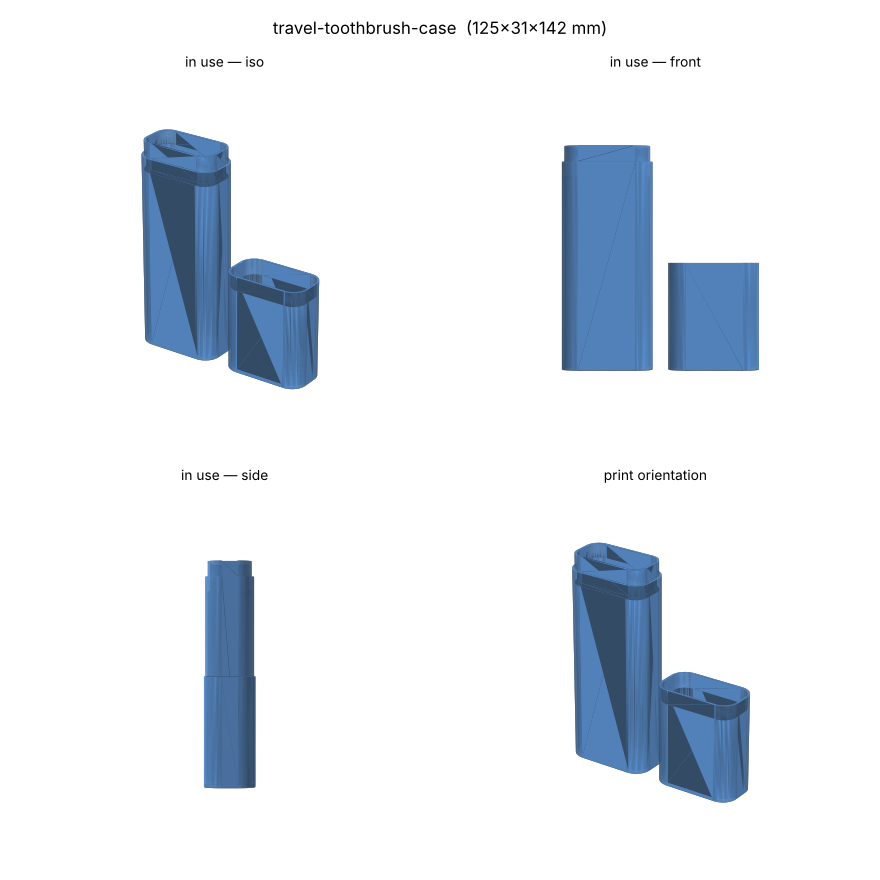 travel-toothbrush-case (125×31×142 mm)
in use — iso
in use — front
in use — side
print orientation